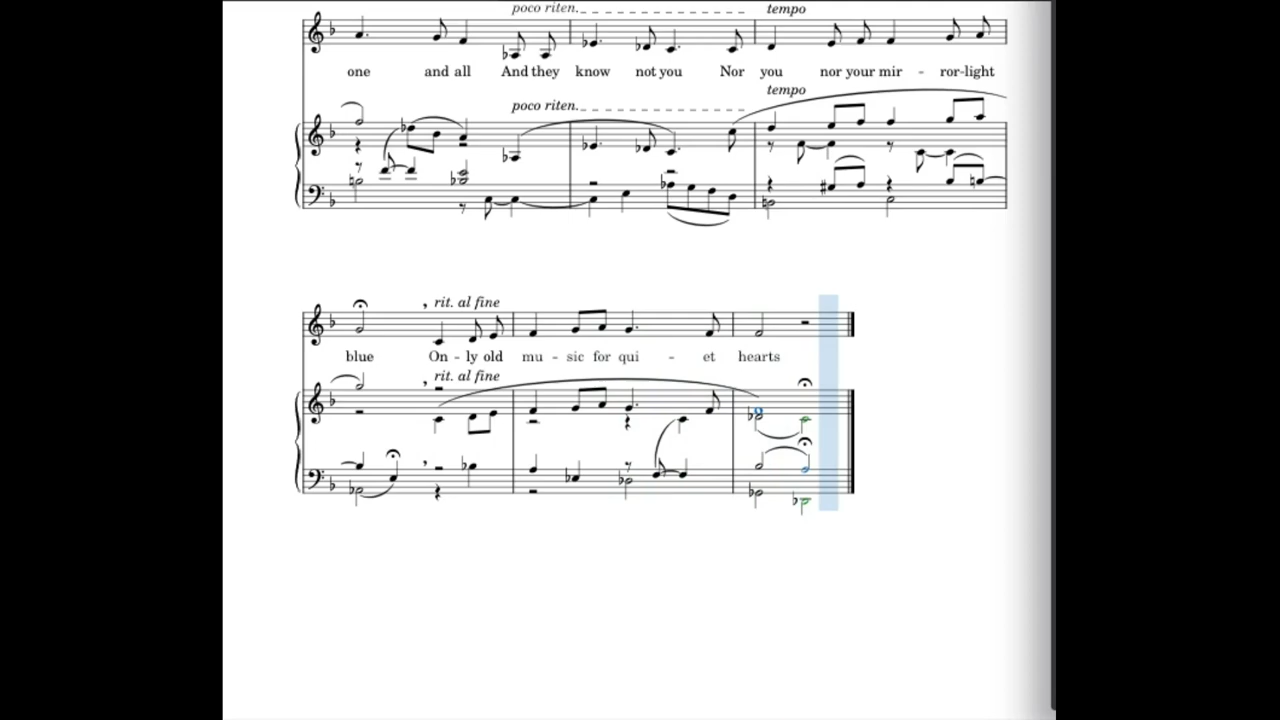 poco riten. tempo
one and all And they know not you Nor you nor your mir - ror-light
tempo
poco riten.
rit. al fine
blue On - ly old mu - sic for qui - et hearts
rit. al fine